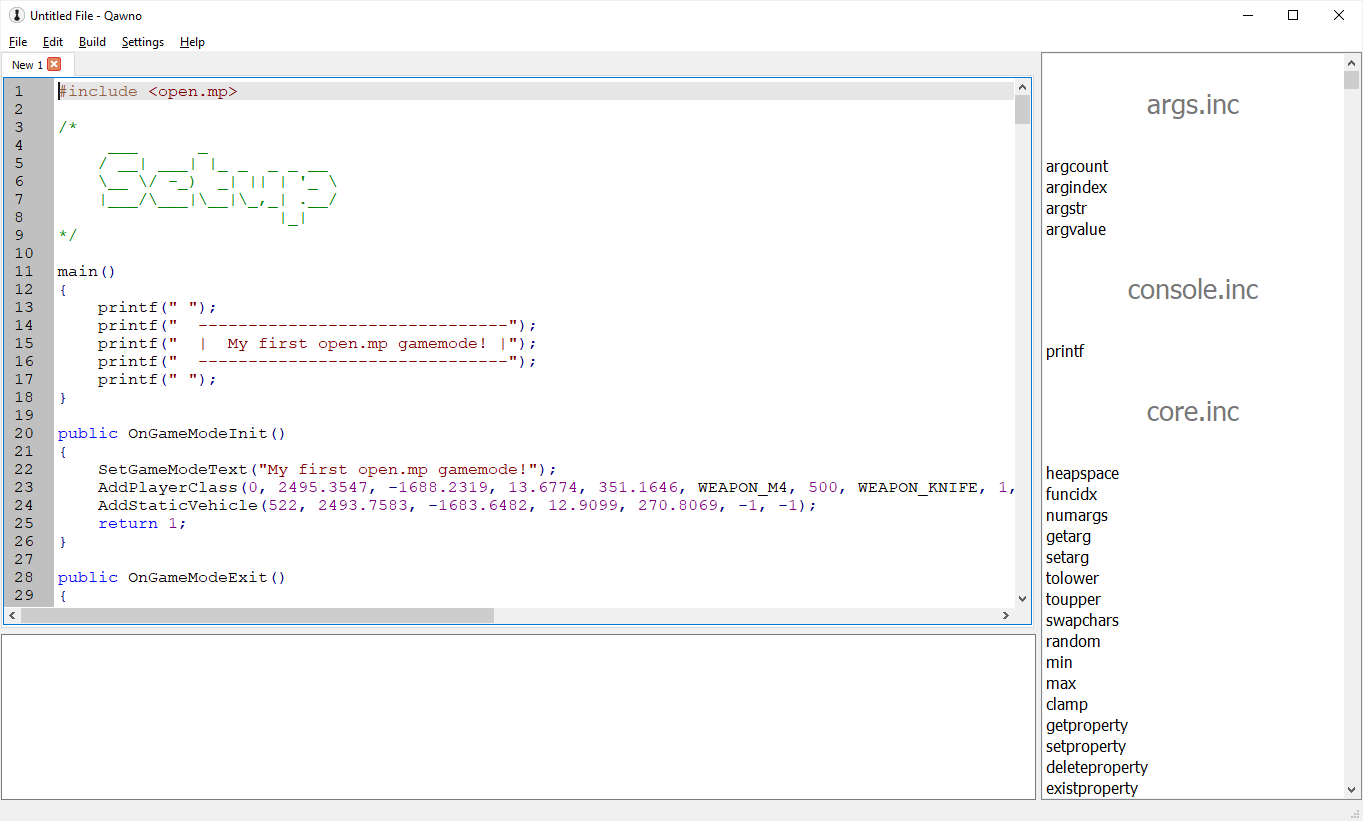 Untitled File - Qawno
File Edit Build Settings Help
New 1
1 #include <open.mp>
2
3 /*
4      ___      _
5     / __| ___| |_ _  _ _ __
6     \__ \/ -_)  _| || | '_ \
7     |___/\___|\__|\_,_| .__/
8                       |_|
9 */
10
11 main()
12 {
13     printf(" ");
14     printf("  -------------------------------");
15     printf("  |  My first open.mp gamemode! |");
16     printf("  -------------------------------");
17     printf(" ");
18 }
19
20 public OnGameModeInit()
21 {
22     SetGameModeText("My first open.mp gamemode!");
23     AddPlayerClass(0, 2495.3547, -1688.2319, 13.6774, 351.1646, WEAPON_M4, 500, WEAPON_KNIFE, 1,
24     AddStaticVehicle(522, 2493.7583, -1683.6482, 12.9099, 270.8069, -1, -1);
25     return 1;
26 }
27
28 public OnGameModeExit()
29 {
args.inc
argcount
argindex
argstr
argvalue
console.inc
printf
core.inc
heapspace
funcidx
numargs
getarg
setarg
tolower
toupper
swapchars
random
min
max
clamp
getproperty
setproperty
deleteproperty
existproperty